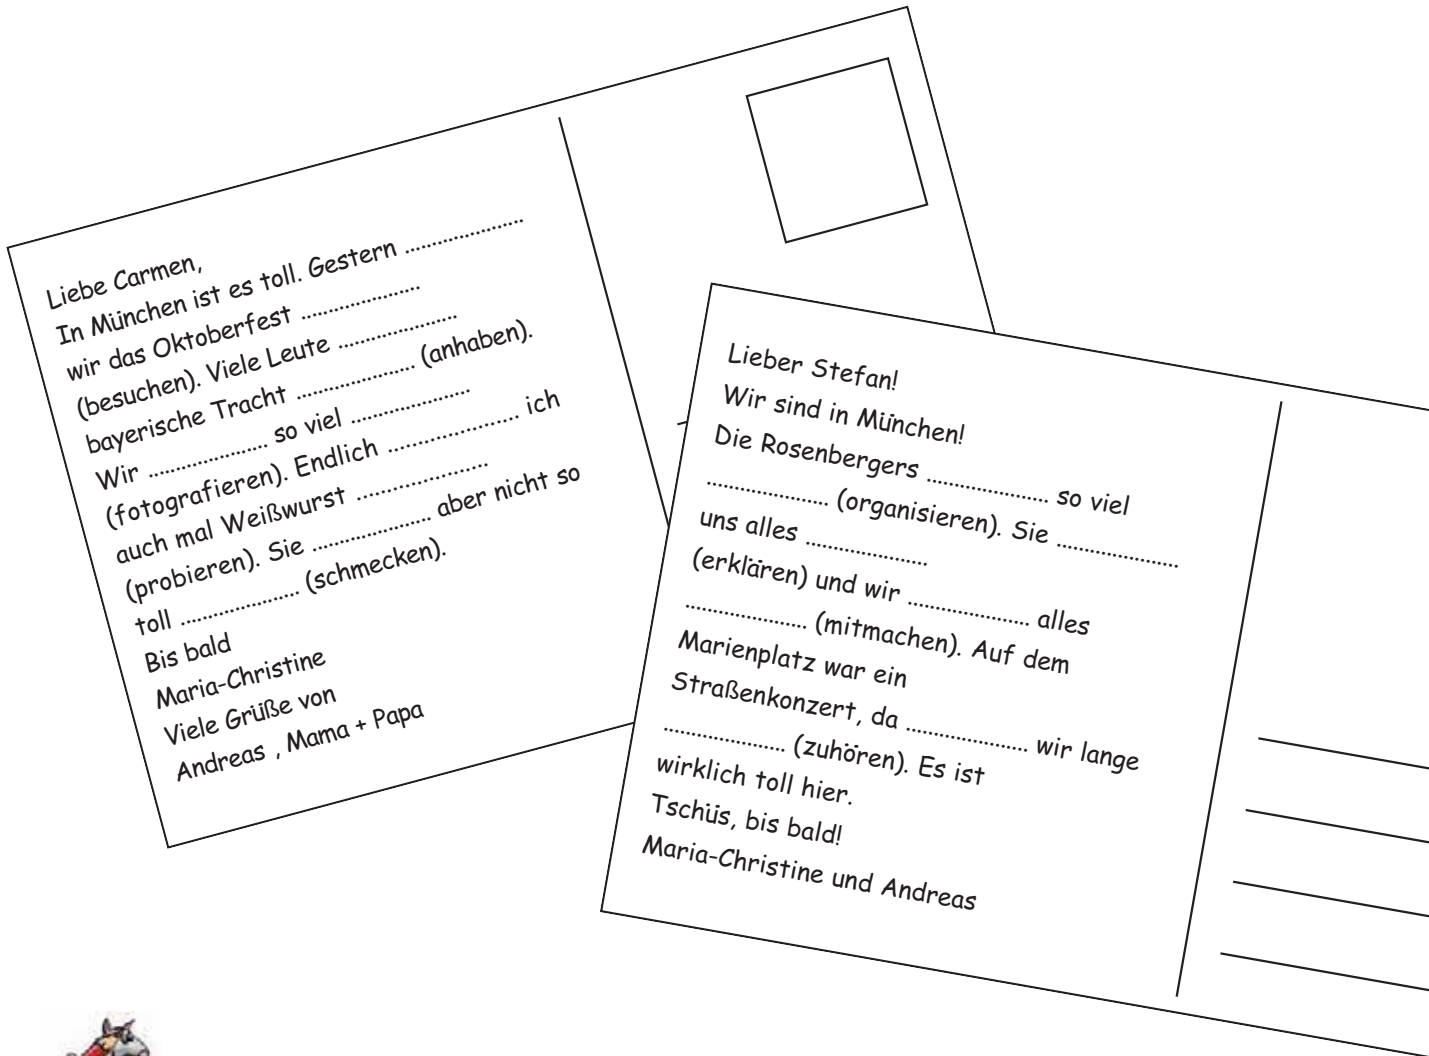 Liebe Carmen,
In München ist es toll. Gestern ....................
wir das Oktoberfest ....................
(besuchen). Viele Leute ....................
bayerische Tracht .................... (anhaben).
Wir .................... so viel ....................
(fotografieren). Endlich ...................... ich
auch mal Weißwurst ......................
(probieren). Sie .................... aber nicht so
toll .................... (schmecken).
Bis bald
Maria-Christine
Viele Grüße von
Andreas , Mama + Papa
Lieber Stefan!
Wir sind in München!
Die Rosenbergers .................... so viel
.................... (organisieren). Sie ....................
uns alles ....................
(erklären) und wir .................... alles
.................... (mitmachen). Auf dem
Marienplatz war ein
Straßenkonzert, da .................... wir lange
.................... (zuhören). Es ist
wirklich toll hier.
Tschüs, bis bald!
Maria-Christine und Andreas